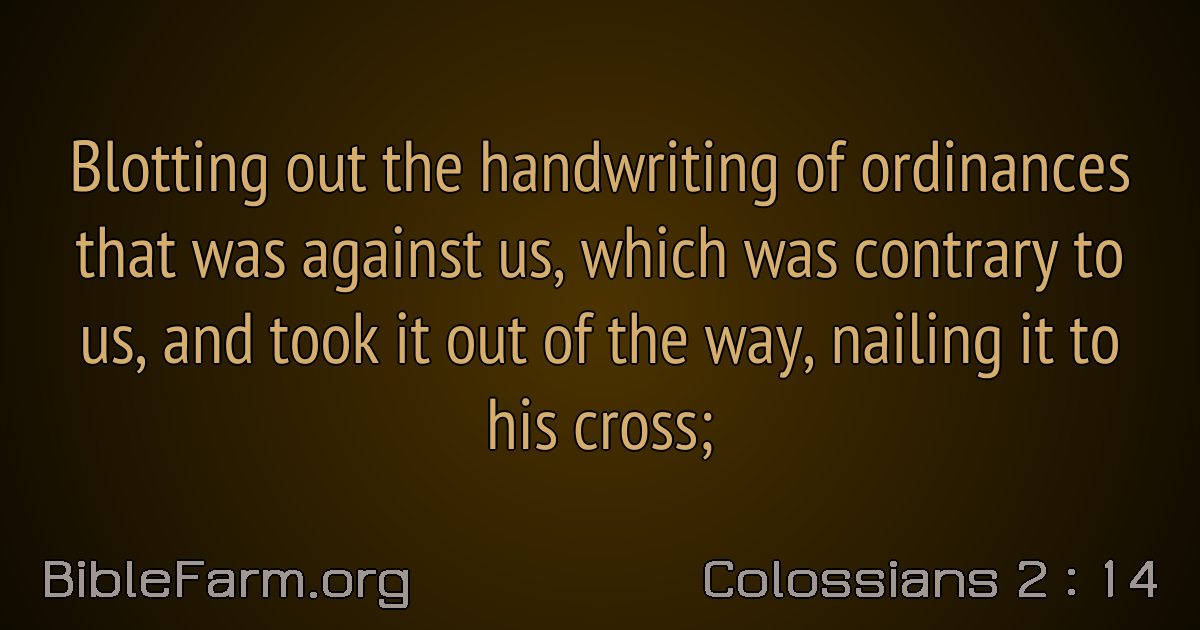 Blotting out the handwriting of ordinances
that was against us, which was contrary to
us, and took it out of the way, nailing it to
his cross;
BibleFarm.org
Colossians 2 : 14